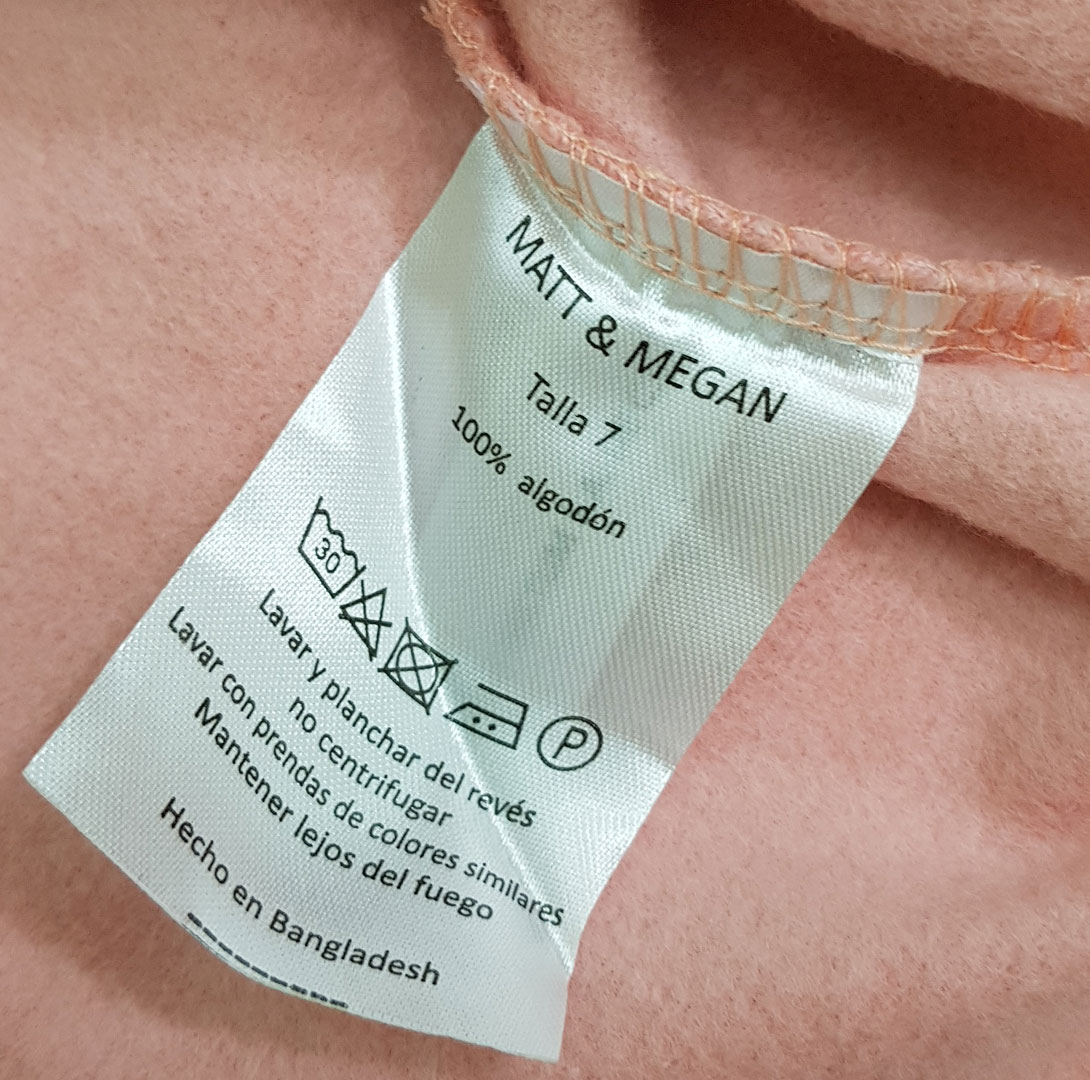 MATT & MEGAN
Talla 7
100% algodón
30 P
Lavar y planchar del revés
no centrifugar
Lavar con prendas de colores similares
Mantener lejos del fuego
Hecho en Bangladesh